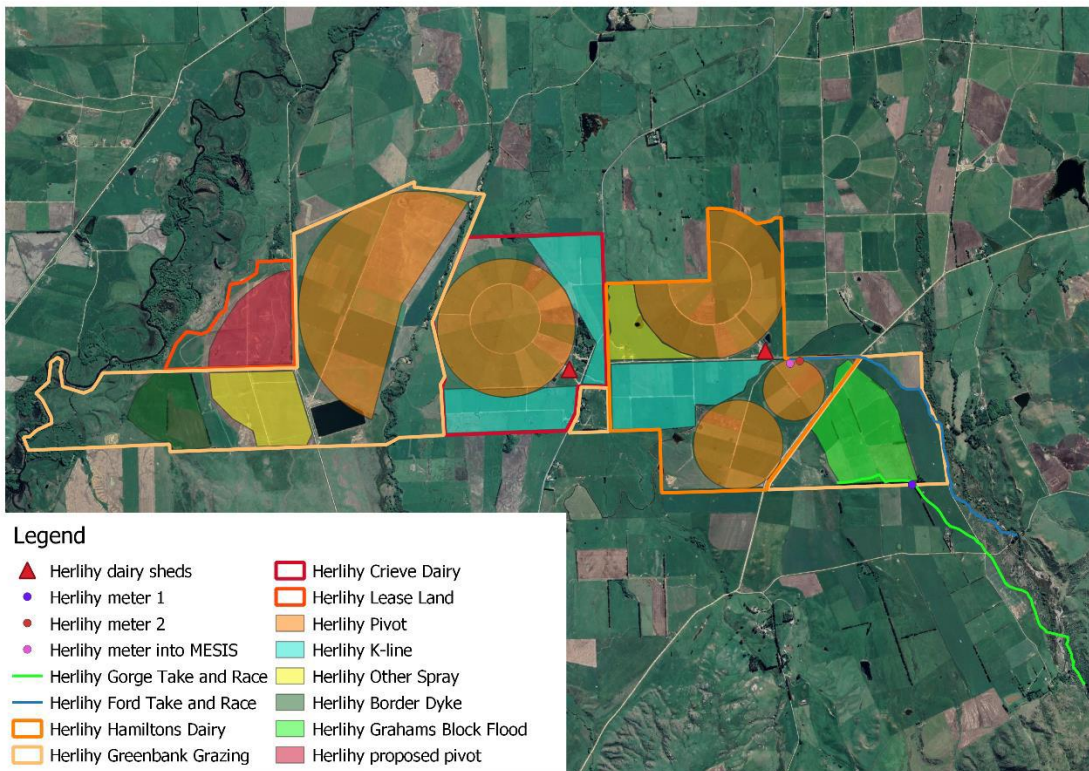 Legend
Herlihy dairy sheds
Herlihy meter 1
Herlihy meter 2
Herlihy meter into MESIS
Herlihy Gorge Take and Race
Herlihy Ford Take and Race
Herlihy Hamiltons Dairy
Herlihy Greenbank Grazing
Herlihy Crieve Dairy
Herlihy Lease Land
Herlihy Pivot
Herlihy K-line
Herlihy Other Spray
Herlihy Border Dyke
Herlihy Grahams Block Flood
Herlihy proposed pivot